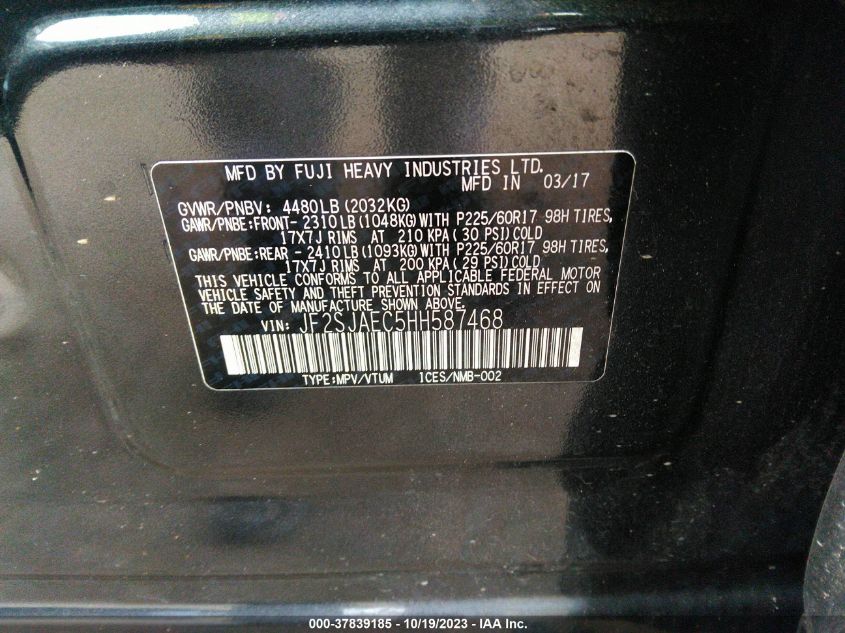 MFD BY FUJI HEAVY INDUSTRIES LTD.
MFD IN 03/17
GVWR/PNBV: 4480LB (2032KG)
GAWR/PNBE:FRONT- 2310LB (1048KG) WITH P225/60R17 98H TIRES,
17X7J RIMS AT 210 KPA ( 30 PSI) COLD
GAWR/PNBE:REAR - 2410LB (1093KG) WITH P225/60R17 98H TIRES,
17X7J RIMS AT 200 KPA ( 29 PSI) COLD
THIS VEHICLE CONFORMS TO ALL APPLICABLE FEDERAL MOTOR
VEHICLE SAFETY AND THEFT PREVENTION STANDARDS IN EFFECT ON
THE DATE OF MANUFACTURE SHOWN ABOVE.
VIN: JF2SJAEC5HH587468
TYPE:MPV/VTUM ICES/NMB-002
000-37839185 - 10/19/2023 - IAA Inc.